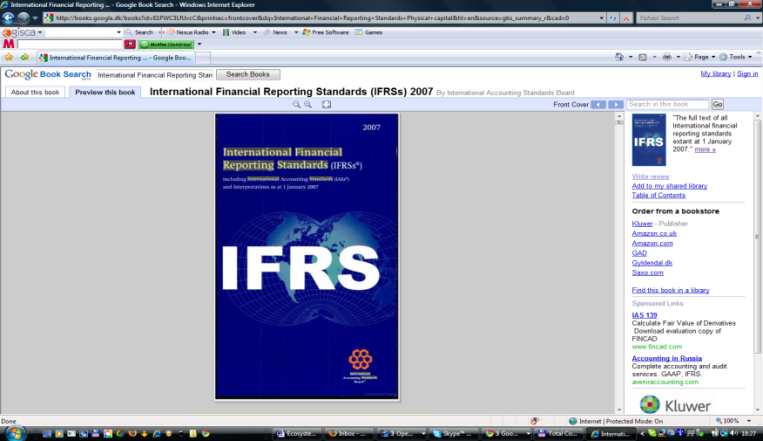 International Financial Reporting ... - Google Book Search - Windows Internet Explorer
http://books.google.dk/books?id=E1PWC3LIUvcC&printsec=frontcover&dq=International+Financial+Reporting+Standards+Physical+capital&lr=&hl=en&source=gbs_summary_r&cad=0
Yahoo! Search
Search
Nexus Radio
Video
News
Free Software
Games
M
McAfee SiteAdvisor
International Financial Reporting ... - Google Boo...
Page
Tools
Google Book Search
International Financial Reporting Stan
Search Books
My library | Sign in
About this book
Preview this book
International Financial Reporting Standards (IFRSs) 2007 By International Accounting Standards Board
Front Cover
Search in this book
Go
2007
International Financial
Reporting Standards (IFRSs®)
including International Accounting Standards (IASs®)
and Interpretations as at 1 January 2007
IFRS
International
Accounting Standards
Board®
IFRS
"The full text of all
International financial
reporting standards
extant at 1 January
2007." more »
Write review
Add to my shared library
Table of Contents
Order from a bookstore
Kluwer - Publisher
Amazon.co.uk
Amazon.com
GAD
Gyldendal.dk
Saxo.com
Find this book in a library
Sponsored Links
IAS 139
Calculate Fair Value of Derivatives
Download evaluation copy of
FINCAD
www.fincad.com
Accounting in Russia
Complete accounting and audit
services. GAAP, IFRS.
aveniraccounting.com
Kluwer
Done
Internet | Protected Mode: On
100%
Ecosyste...
Inbox - ...
3 Ope...
Skype™ ...
3 Goo...
Total Co...
Internati...
18:27